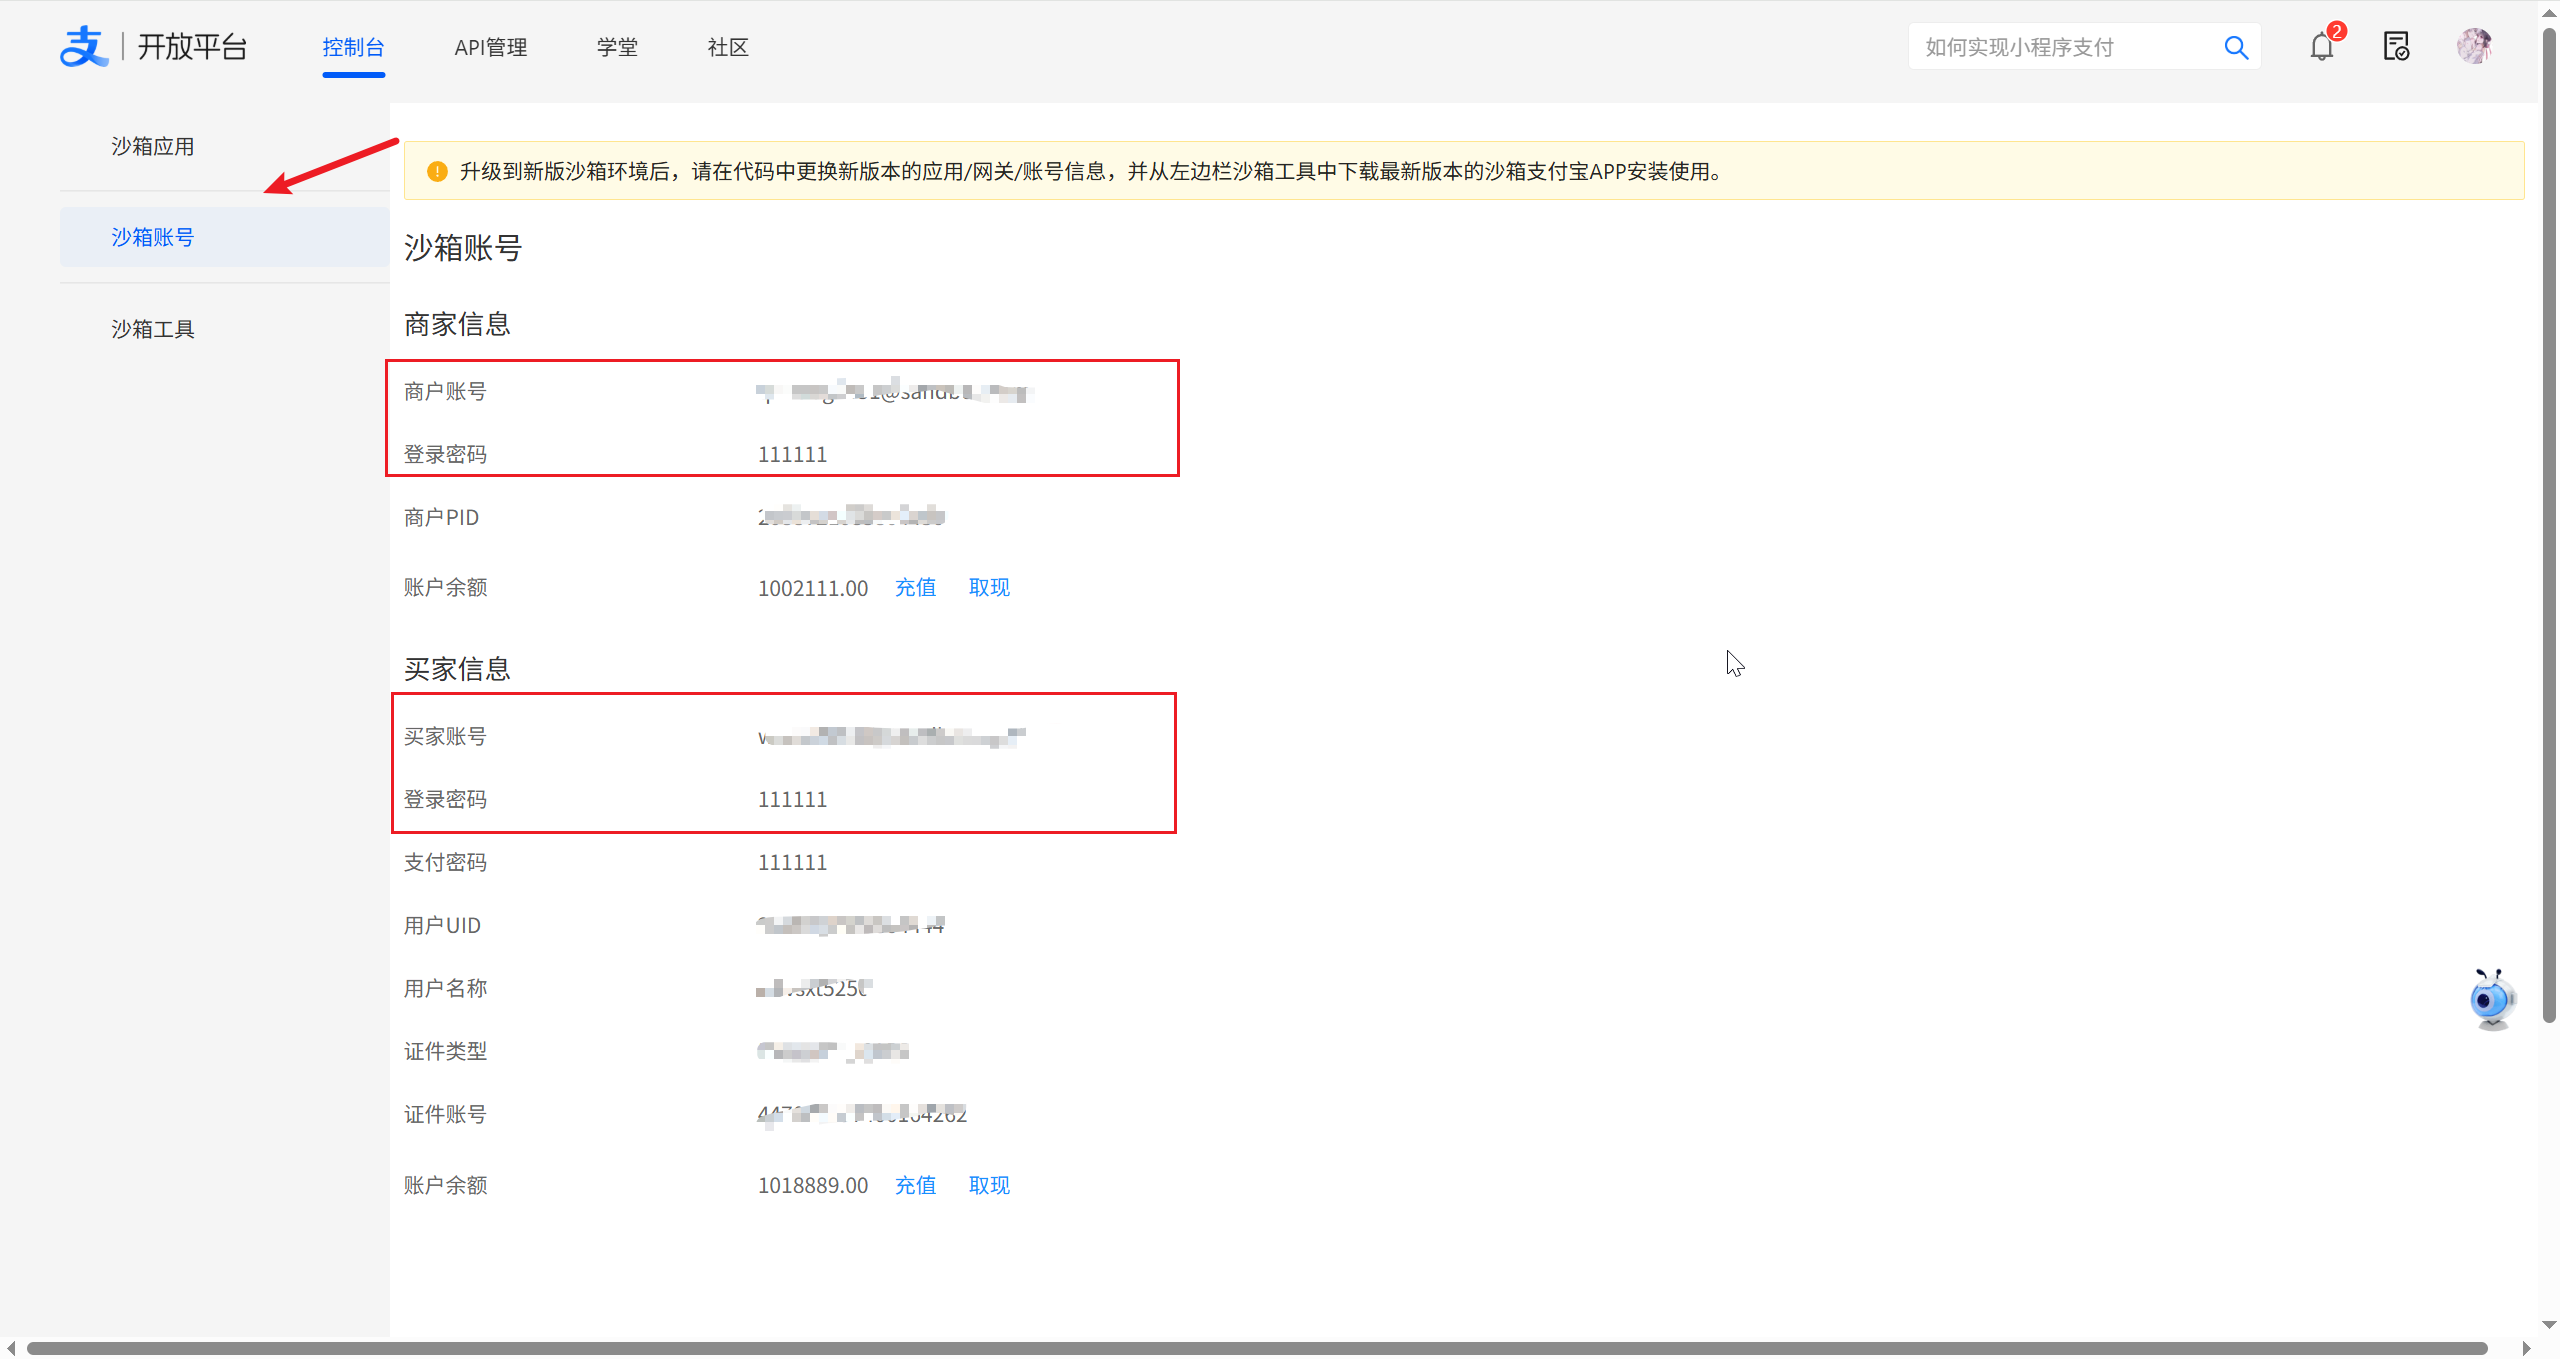 支 开放平台 控制台 API管理 学堂 社区 如何实现小程序支付 2
沙箱应用
沙箱账号
沙箱工具
升级到新版沙箱环境后，请在代码中更换新版本的应用/网关/账号信息，并从左边栏沙箱工具中下载最新版本的沙箱支付宝APP安装使用。
沙箱账号
商家信息
商户账号
登录密码 111111
商户PID
账户余额 1002111.00 充值 取现
买家信息
买家账号
登录密码 111111
支付密码 111111
用户UID
用户名称
证件类型
证件账号
账户余额 1018889.00 充值 取现